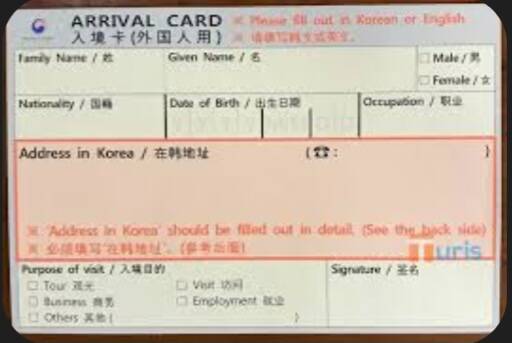 ARRIVAL CARD ※ Please fill out in Korean or English
入境卡(外国人用) ※ 请填写韩文或英文.
Family Name / 姓 Given Name / 名 □ Male / 男
□ Female / 女
Nationality / 国籍 Date of Birth / 出生日期 Occupation / 职业
Address in Korea / 在韩地址 (☎: )
※ 'Address in Korea' should be filled out in detail. (See the back side)
※ 必须填写'在韩地址'. (参考后面)
uris
Purpose of visit / 入境目的 Signature / 签名
□ Tour 观光 □ Visit 访问
□ Business 商务 □ Employment 就业
□ Others 其他 ( )